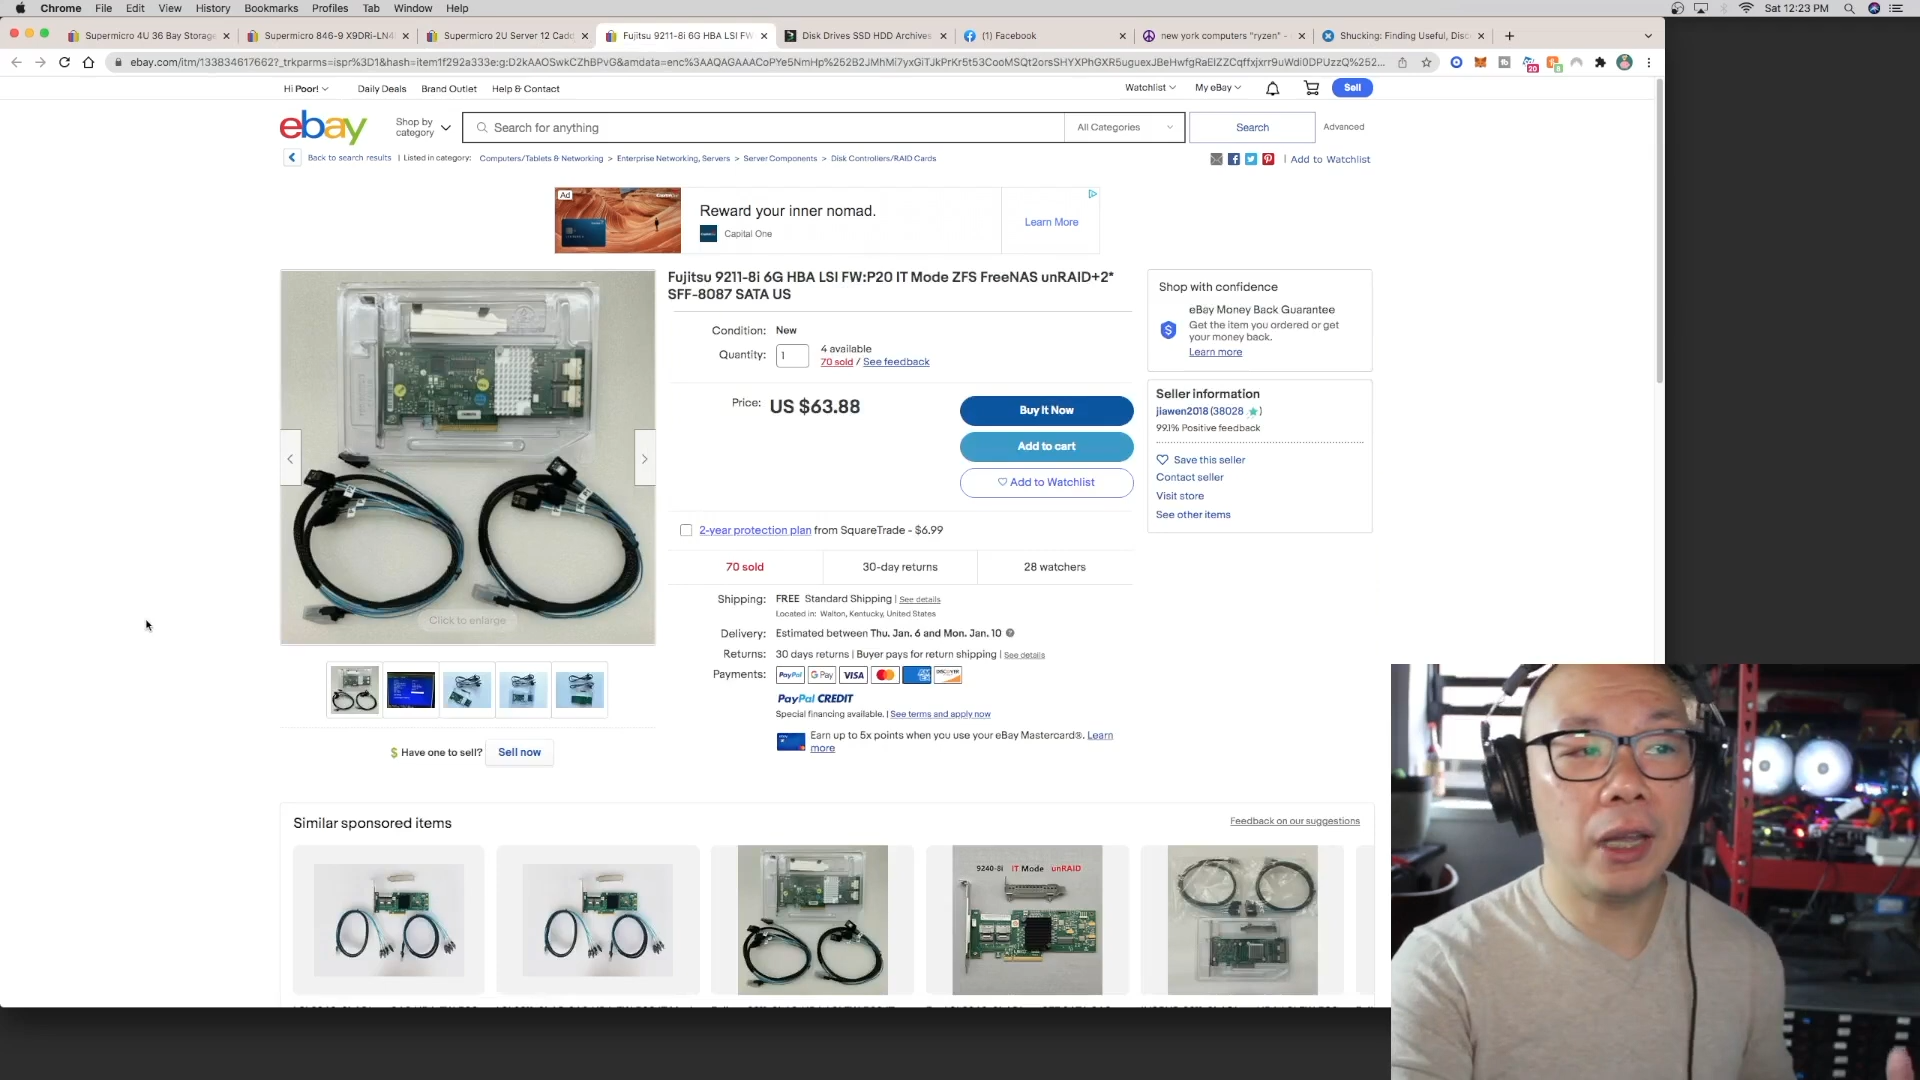 Chrome File Edit View History Bookmarks Profiles Tab Window Help Sat 12:23 PM
Supermicro 4U 36 Bay Storage Supermicro 846-9 X9DRi-LN4 Supermicro 2U Server 12 Cadd Fujitsu 9211-8i 6G HBA LSI FW Disk Drives SSD HDD Archives (1) Facebook new york computers "ryzen" - Shucking: Finding Useful, Disc
Hi Poor! Daily Deals Brand Outlet Help & Contact Watchlist My eBay Sell
ebay Shop by category Search for anything All Categories Search Advanced
Back to search results | Listed in category: Computers/Tablets & Networking > Enterprise Networking, Servers > Server Components > Disk Controllers/RAID Cards | Add to Watchlist
Ad
Reward your inner nomad.
Capital One
Learn More
Fujitsu 9211-8i 6G HBA LSI FW:P20 IT Mode ZFS FreeNAS unRAID+2*
SFF-8087 SATA US
Condition: New
Quantity: 1 4 available
70 sold / See feedback
Price: US $63.88
Buy It Now
Add to cart
Add to Watchlist
2-year protection plan from SquareTrade - $6.99
70 sold 30-day returns 28 watchers
Shipping: FREE Standard Shipping | See details
Located in: Walton, Kentucky, United States
Delivery: Estimated between Thu. Jan. 6 and Mon. Jan. 10
Returns: 30 days returns | Buyer pays for return shipping | See details
Payments: PayPal G Pay VISA
PayPal CREDIT
Special financing available. | See terms and apply now
Earn up to 5x points when you use your eBay Mastercard®. Learn
more
Shop with confidence
eBay Money Back Guarantee
Get the item you ordered or get
your money back.
Learn more
Seller information
jiawen2018 (38028 )
99.1% Positive feedback
Save this seller
Contact seller
Visit store
See other items
Click to enlarge
Have one to sell? Sell now
Similar sponsored items
Feedback on our suggestions
9240-8i IT Mode unRAID